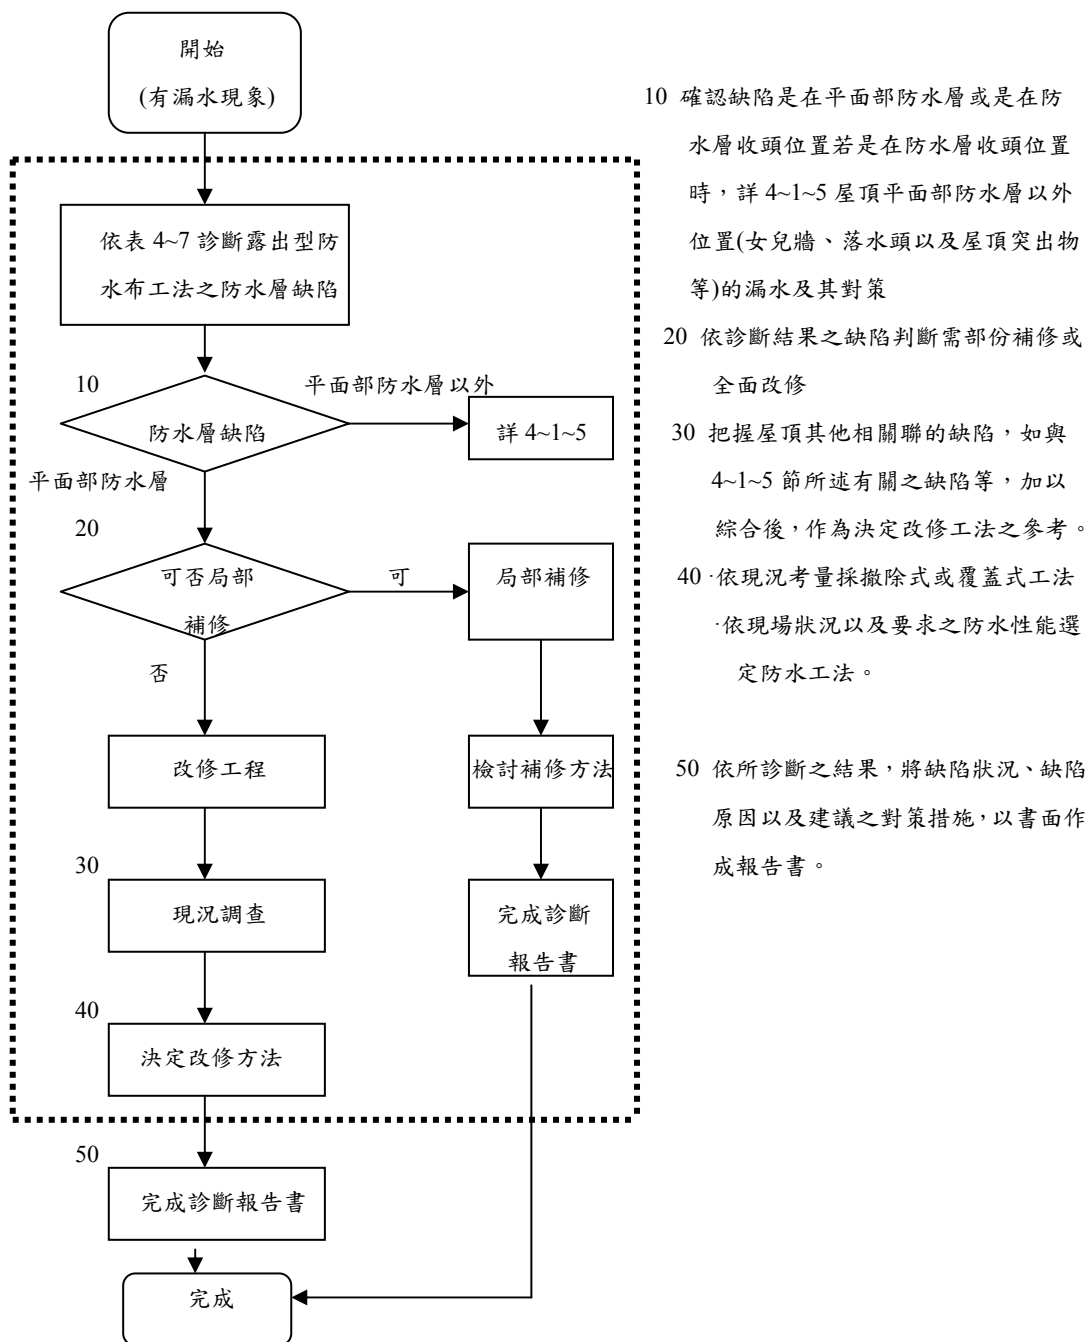 開始
(有漏水現象)
依表 4~7 診斷露出型防
水布工法之防水層缺陷
10
防水層缺陷
平面部防水層以外
詳 4~1~5
平面部防水層
20
可否局部
補修
可
局部補修
否
改修工程
檢討補修方法
30
現況調查
完成診斷
報告書
40
決定改修方法
50
完成診斷報告書
完成
10 確認缺陷是在平面部防水層或是在防
水層收頭位置若是在防水層收頭位置
時，詳 4~1~5 屋頂平面部防水層以外
位置(女兒牆、落水頭以及屋頂突出物
等)的漏水及其對策
20 依診斷結果之缺陷判斷需部份補修或
全面改修
30 把握屋頂其他相關聯的缺陷，如與
4~1~5 節所述有關之缺陷等，加以
綜合後，作為決定改修工法之參考。
40 ·依現況考量採撤除式或覆蓋式工法
·依現場狀況以及要求之防水性能選
定防水工法。
50 依所診斷之結果，將缺陷狀況、缺陷
原因以及建議之對策措施，以書面作
成報告書。